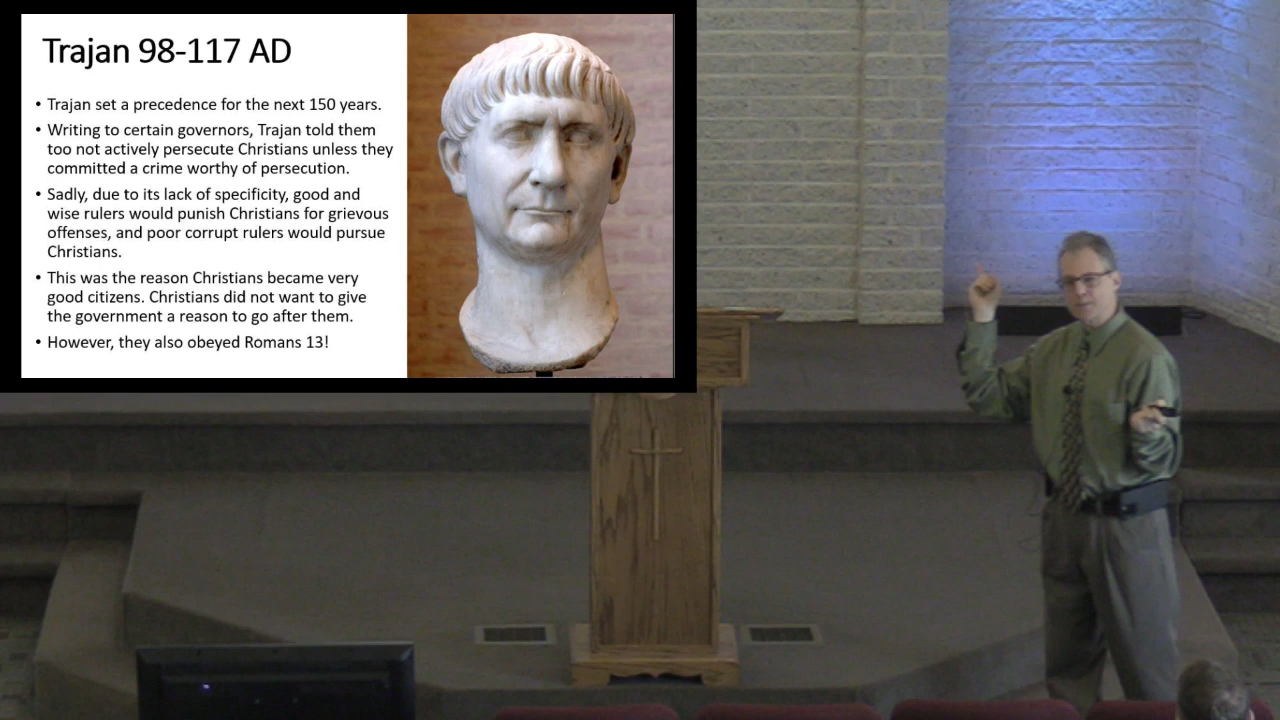 Trajan 98-117 AD
• Trajan set a precedence for the next 150 years.
• Writing to certain governors, Trajan told them
too not actively persecute Christians unless they
committed a crime worthy of persecution.
• Sadly, due to its lack of specificity, good and
wise rulers would punish Christians for grievous
offenses, and poor corrupt rulers would pursue
Christians.
• This was the reason Christians became very
good citizens. Christians did not want to give
the government a reason to go after them.
• However, they also obeyed Romans 13!